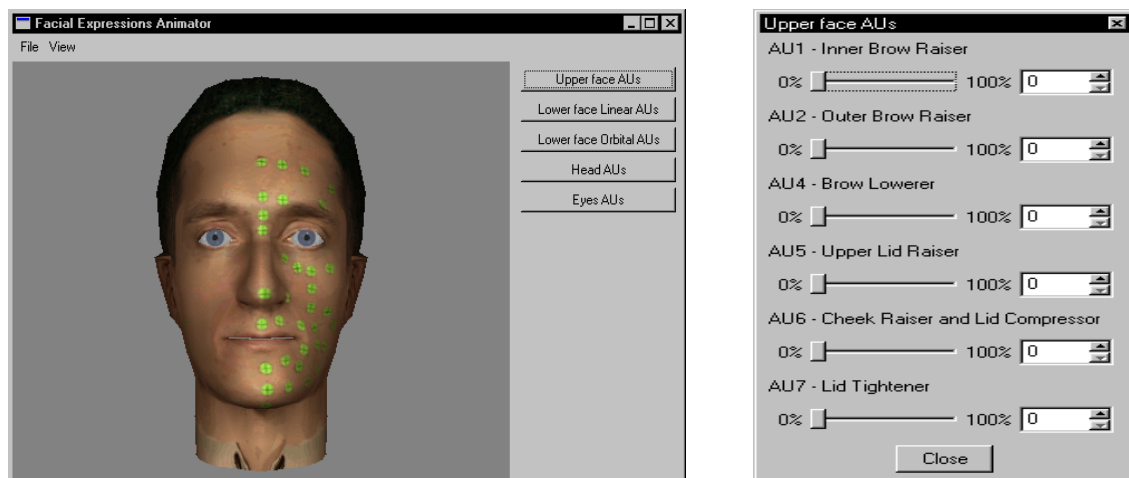 Facial Expressions Animator
File View
Upper face AUs
Lower face Linear AUs
Lower face Orbital AUs
Head AUs
Eyes AUs
Upper face AUs
AU1 - Inner Brow Raiser
0% 100% 0
AU2 - Outer Brow Raiser
0% 100% 0
AU4 - Brow Lowerer
0% 100% 0
AU5 - Upper Lid Raiser
0% 100% 0
AU6 - Cheek Raiser and Lid Compressor
0% 100% 0
AU7 - Lid Tightener
0% 100% 0
Close